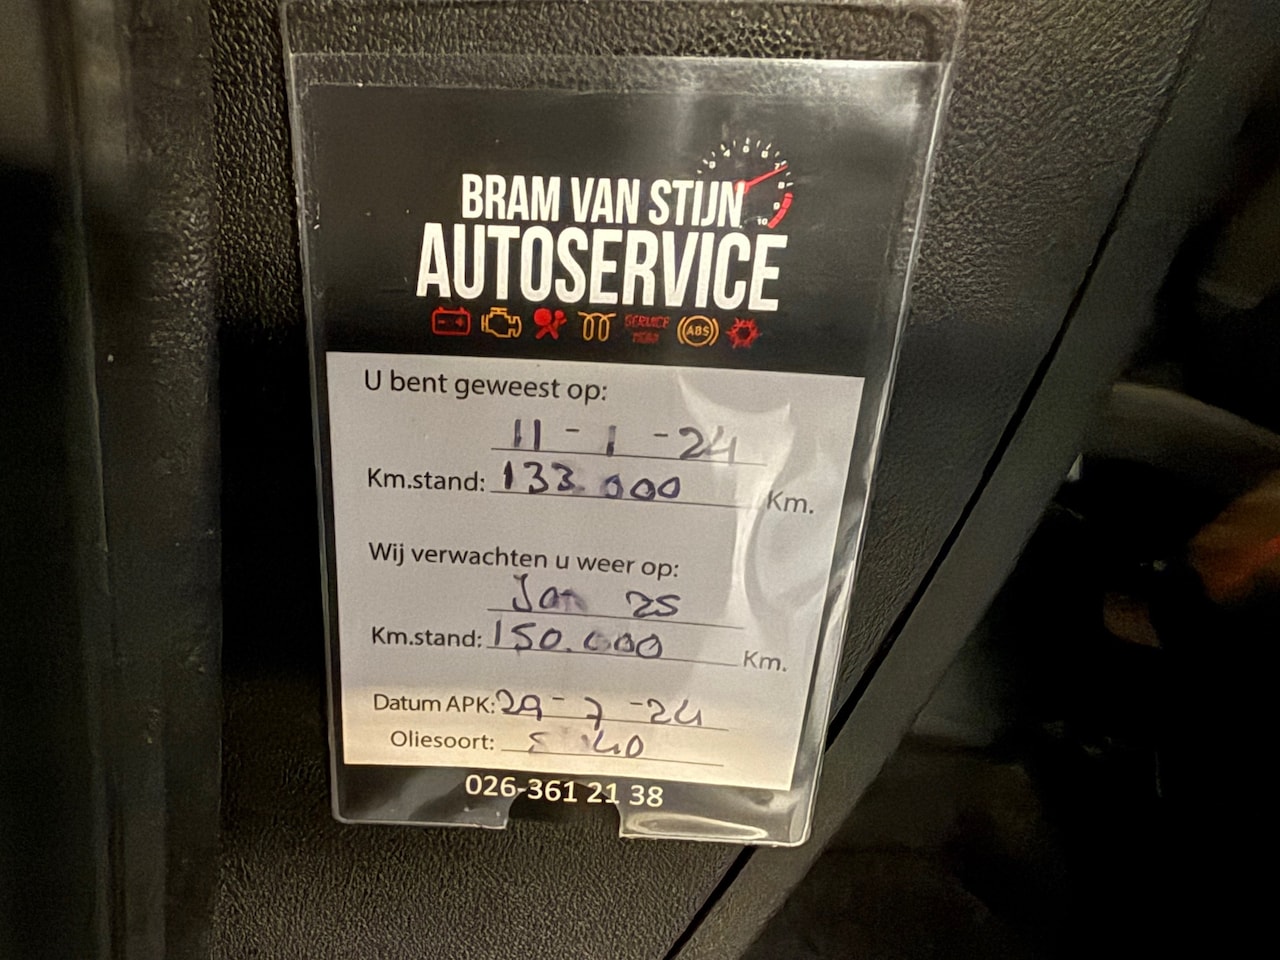 BRAM VAN STIJN
AUTOSERVICE
SERVICE
ABS
U bent geweest op:
11 - 1 - 24
Km.stand: 133.000 Km.
Wij verwachten u weer op:
Jan 25
Km.stand: 150.000 Km.
Datum APK: 29 - 7 - 24
Oliesoort: 5 40
026-361 21 38